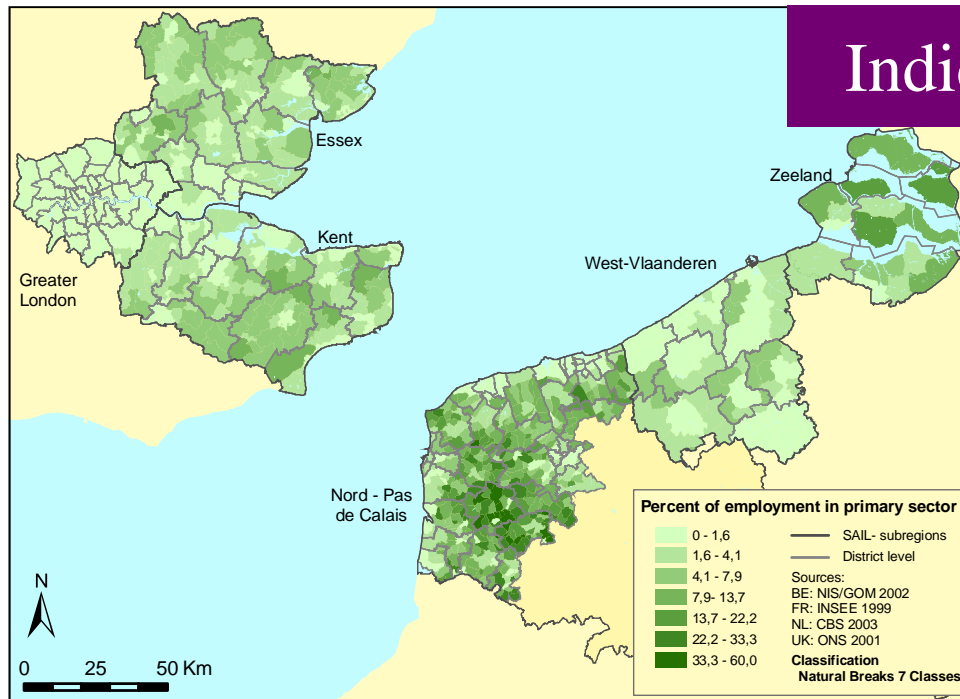 Indi
Essex
Zeeland
Kent
West-Vlaanderen
Greater
London
Nord - Pas
de Calais
N
0 25 50 Km
Percent of employment in primary sector
0 - 1,6
1,6 - 4,1
4,1 - 7,9
7,9- 13,7
13,7 - 22,2
22,2 - 33,3
33,3 - 60,0
SAIL- subregions
District level
Sources:
BE: NIS/GOM 2002
FR: INSEE 1999
NL: CBS 2003
UK: ONS 2001
Classification
Natural Breaks 7 Classes